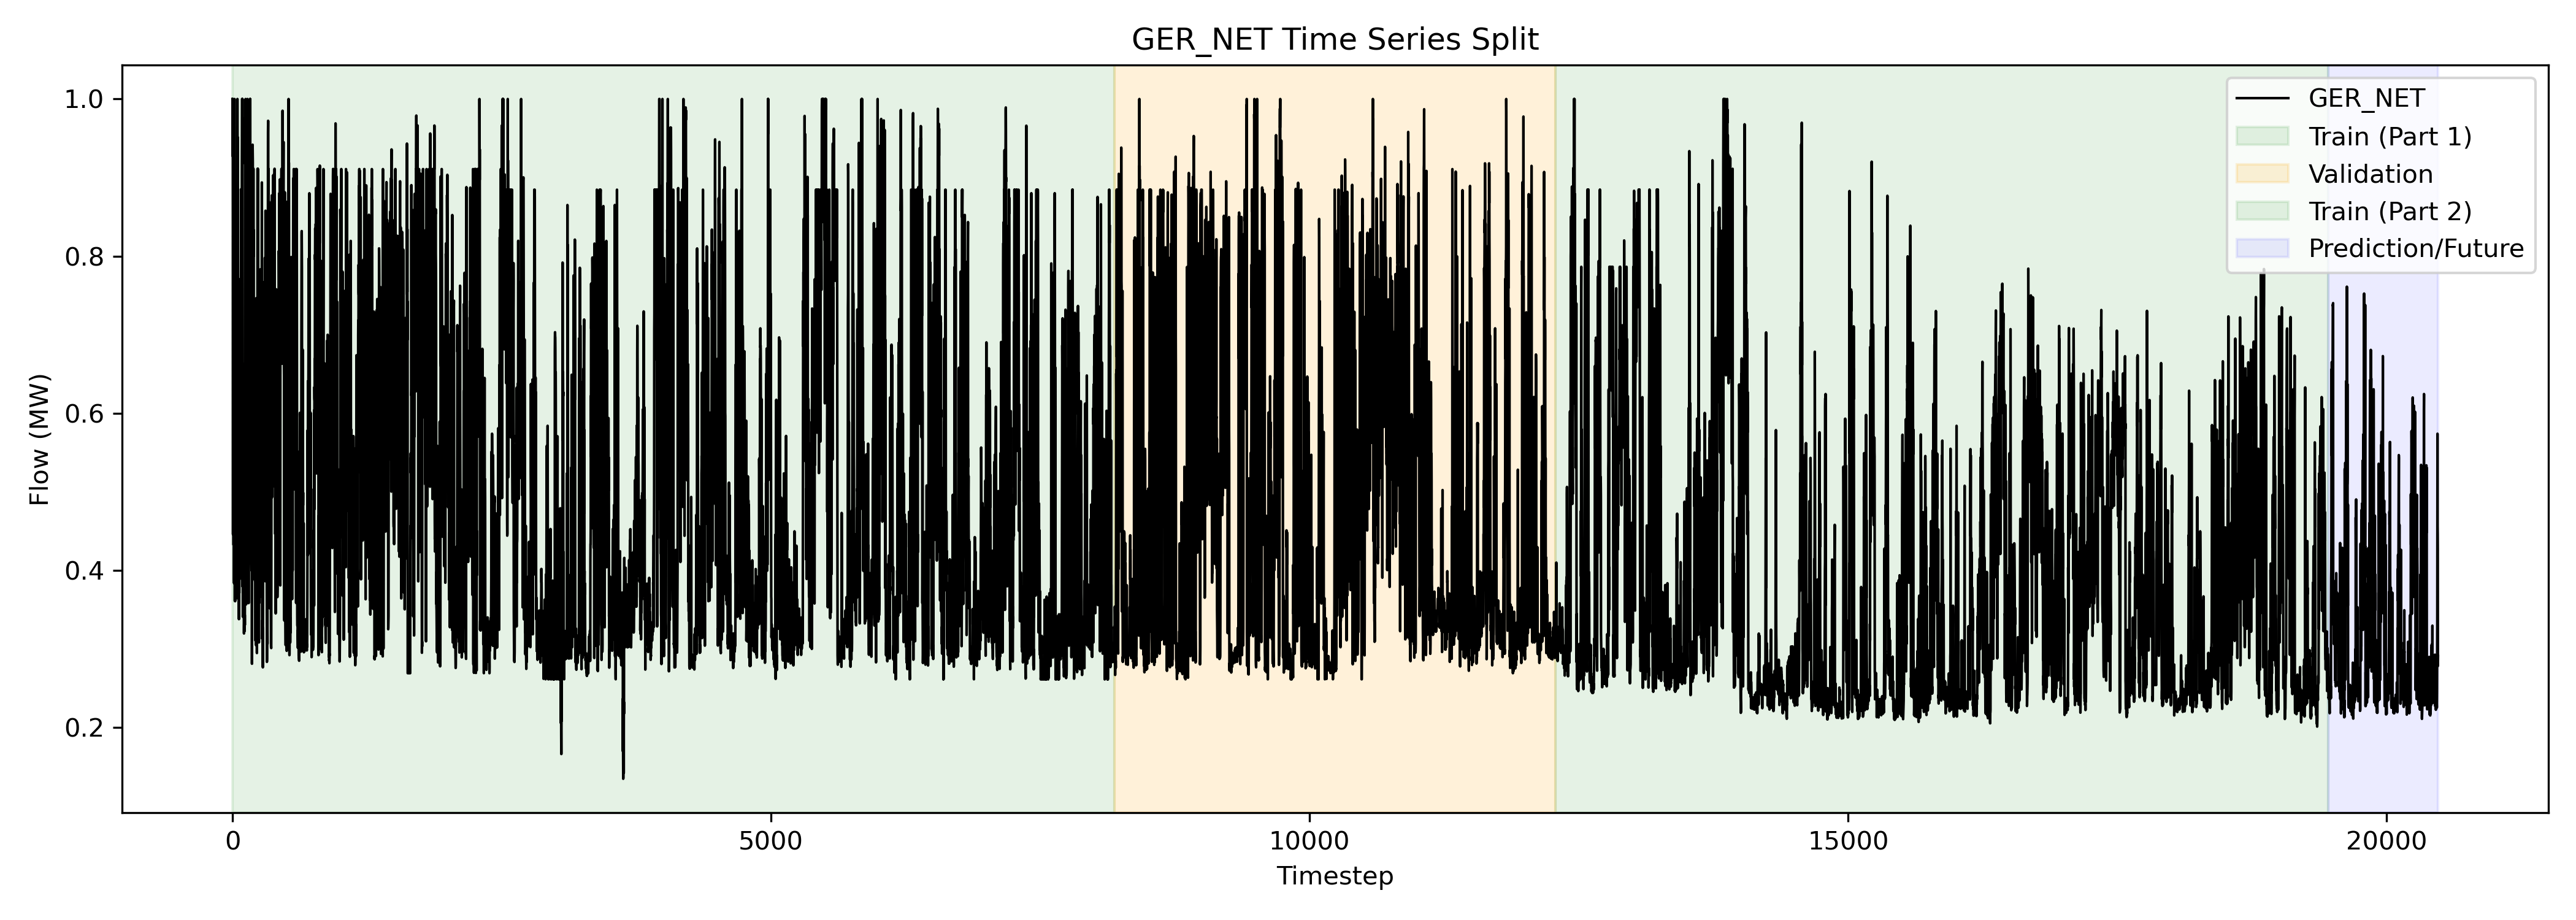 GER_NET Time Series Split
1.0
0.8
0.6
0.4
0.2
Flow (MW)
0
5000
10000
15000
20000
Timestep
GER_NET
Train (Part 1)
Validation
Train (Part 2)
Prediction/Future